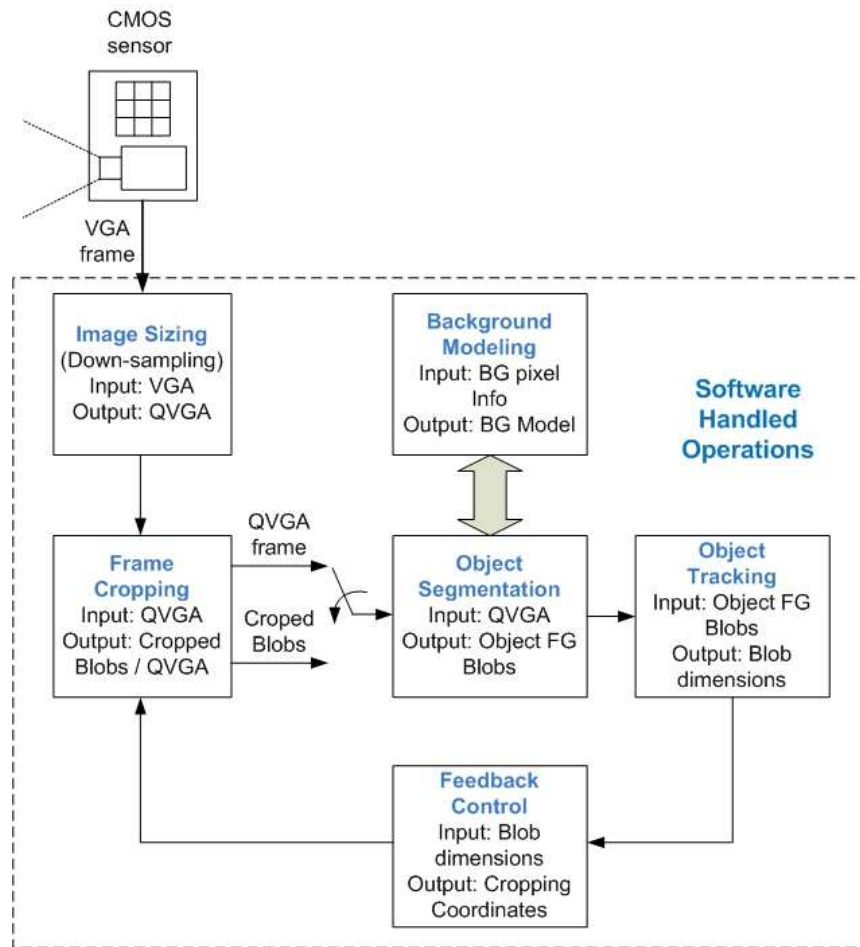 CMOS
sensor
VGA
frame
Image Sizing
(Down-sampling)
Input: VGA
Output: QVGA
Background
Modeling
Input: BG pixel
Info
Output: BG Model
Software
Handled
Operations
Frame
Cropping
Input: QVGA
Output: Cropped
Blobs / QVGA
QVGA
frame
Croped
Blobs
Object
Segmentation
Input: QVGA
Output: Object FG
Blobs
Object
Tracking
Input: Object FG
Blobs
Output: Blob
dimensions
Feedback
Control
Input: Blob
dimensions
Output: Cropping
Coordinates